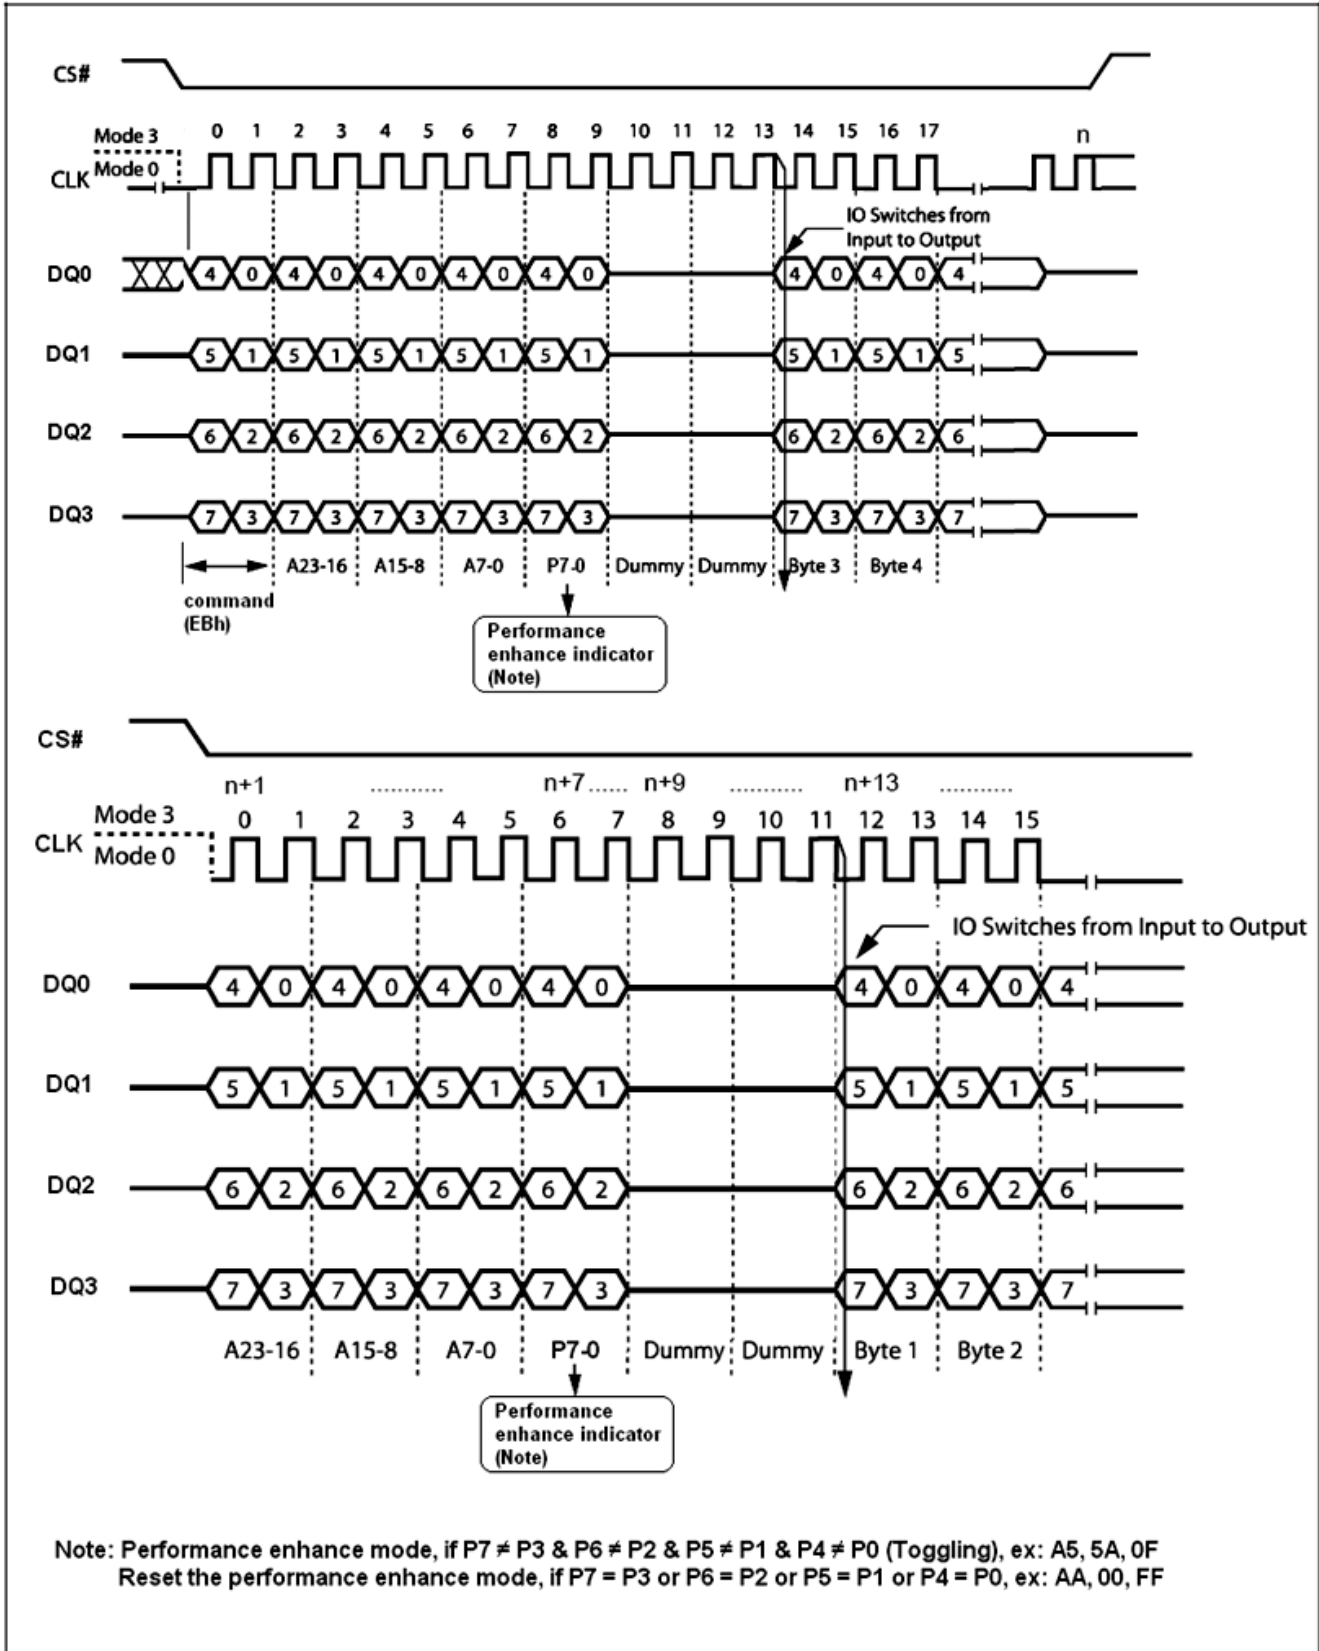 CS#
0 1 2 3 4 5 6 7 8 9 10 11 12 13 14 15 16 17 n
Mode 3
Mode 0
CLK
IO Switches from
Input to Output
DQ0 4 0 4 0 4 0 4 0 4 0 4 0 4 0 4
DQ1 5 1 5 1 5 1 5 1 5 1 5 1 5 1 5
DQ2 6 2 6 2 6 2 6 2 6 2 6 2 6 2 6
DQ3 7 3 7 3 7 3 7 3 7 3 7 3 7 3 7
A23-16 A15-8 A7-0 P7-0 Dummy Dummy Byte 3 Byte 4
command
(EBh)
Performance
enhance indicator
(Note)
CS#
n+1 ........... n+7...... n+9 ........... n+13 ...........
Mode 3 0 1 2 3 4 5 6 7 8 9 10 11 12 13 14 15
CLK
Mode 0
IO Switches from Input to Output
DQ0 4 0 4 0 4 0 4 0 4 0 4 0 4
DQ1 5 1 5 1 5 1 5 1 5 1 5 1 5
DQ2 6 2 6 2 6 2 6 2 6 2 6 2 6
DQ3 7 3 7 3 7 3 7 3 7 3 7 3 7
A23-16 A15-8 A7-0 P7-0 Dummy Dummy Byte 1 Byte 2
Performance
enhance indicator
(Note)
Note: Performance enhance mode, if P7 ≠ P3 & P6 ≠ P2 & P5 ≠ P1 & P4 ≠ P0 (Toggling), ex: A5, 5A, 0F
Reset the performance enhance mode, if P7 = P3 or P6 = P2 or P5 = P1 or P4 = P0, ex: AA, 00, FF